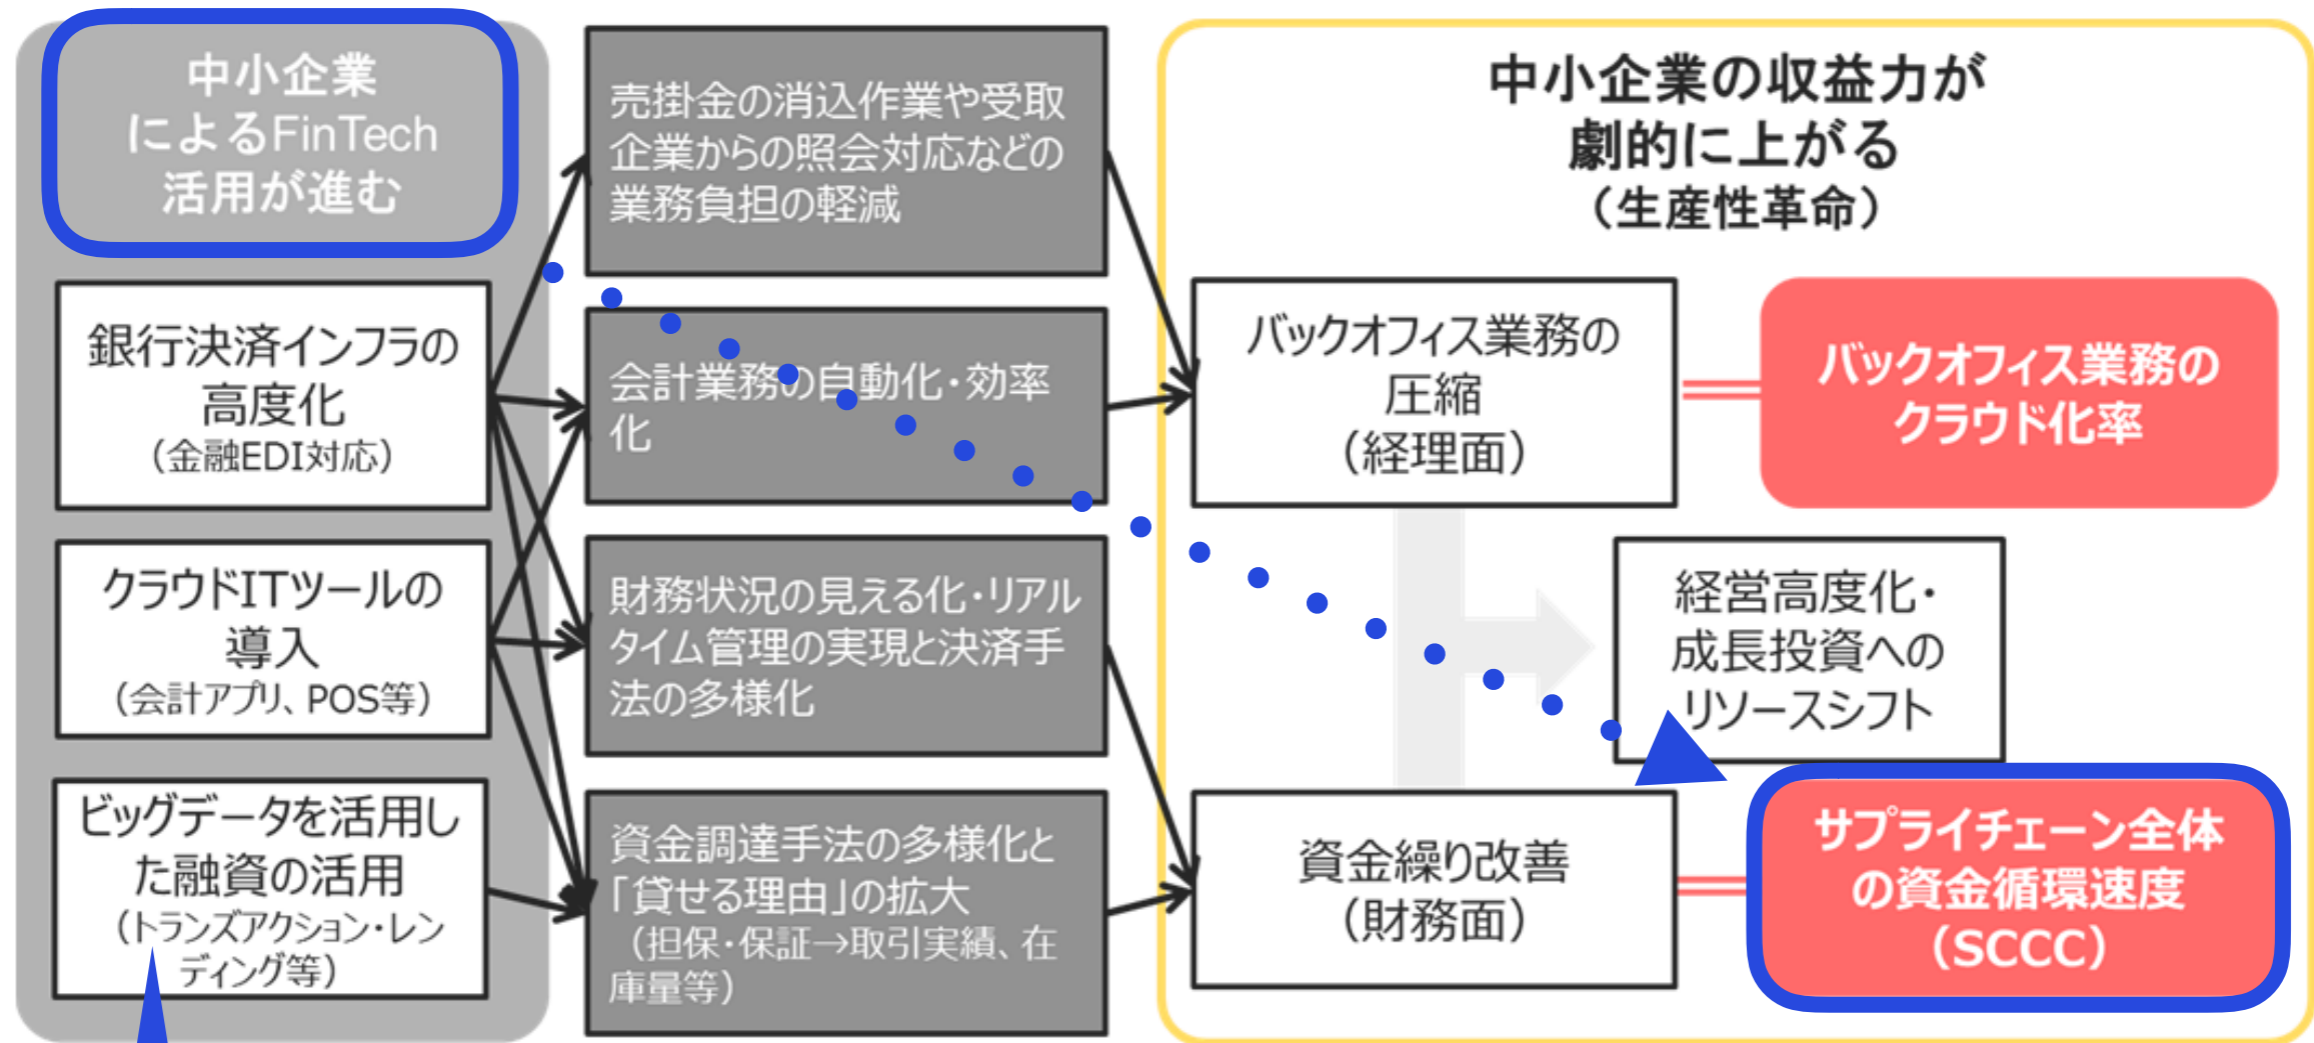 中小企業
によるFinTech
活用が進む
銀行決済インフラの
高度化
（金融EDI対応）
クラウドITツールの
導入
（会計アプリ、POS等）
ビッグデータを活用し
た融資の活用
（トランズアクション・レン
ディング等）
売掛金の消込作業や受取
企業からの照会対応などの
業務負担の軽減
会計業務の自動化・効率
化
財務状況の見える化・リアル
タイム管理の実現と決済手
法の多様化
資金調達手法の多様化と
「貸せる理由」の拡大
（担保・保証→取引実績、在
庫量等）
中小企業の収益力が
劇的に上がる
（生産性革命）
バックオフィス業務の
圧縮
（経理面）
バックオフィス業務の
クラウド化率
経営高度化・
成長投資への
リソースシフト
資金繰り改善
（財務面）
サプライチェーン全体
の資金循環速度
（SCCC）